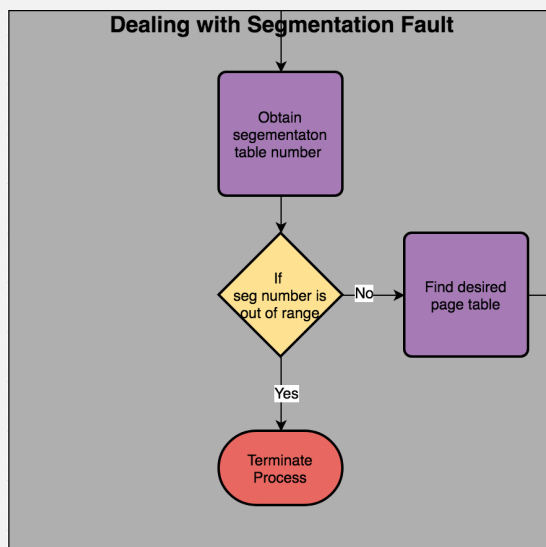 Dealing with Segmentation Fault
Obtain
segementaton
table number
If
seg number is
out of range
No
Find desired
page table
Yes
Terminate
Process